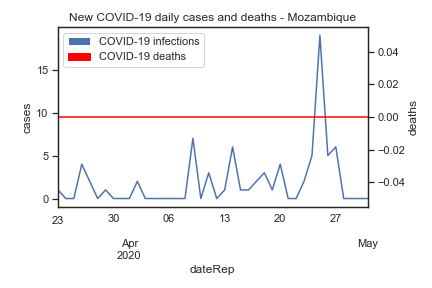 New COVID-19 daily cases and deaths - Mozambique
COVID-19 infections
COVID-19 deaths
cases
15
10
5
0
deaths
0.04
0.02
0.00
−0.02
−0.04
23 30 06 13 20 27
Apr May
2020
dateRep